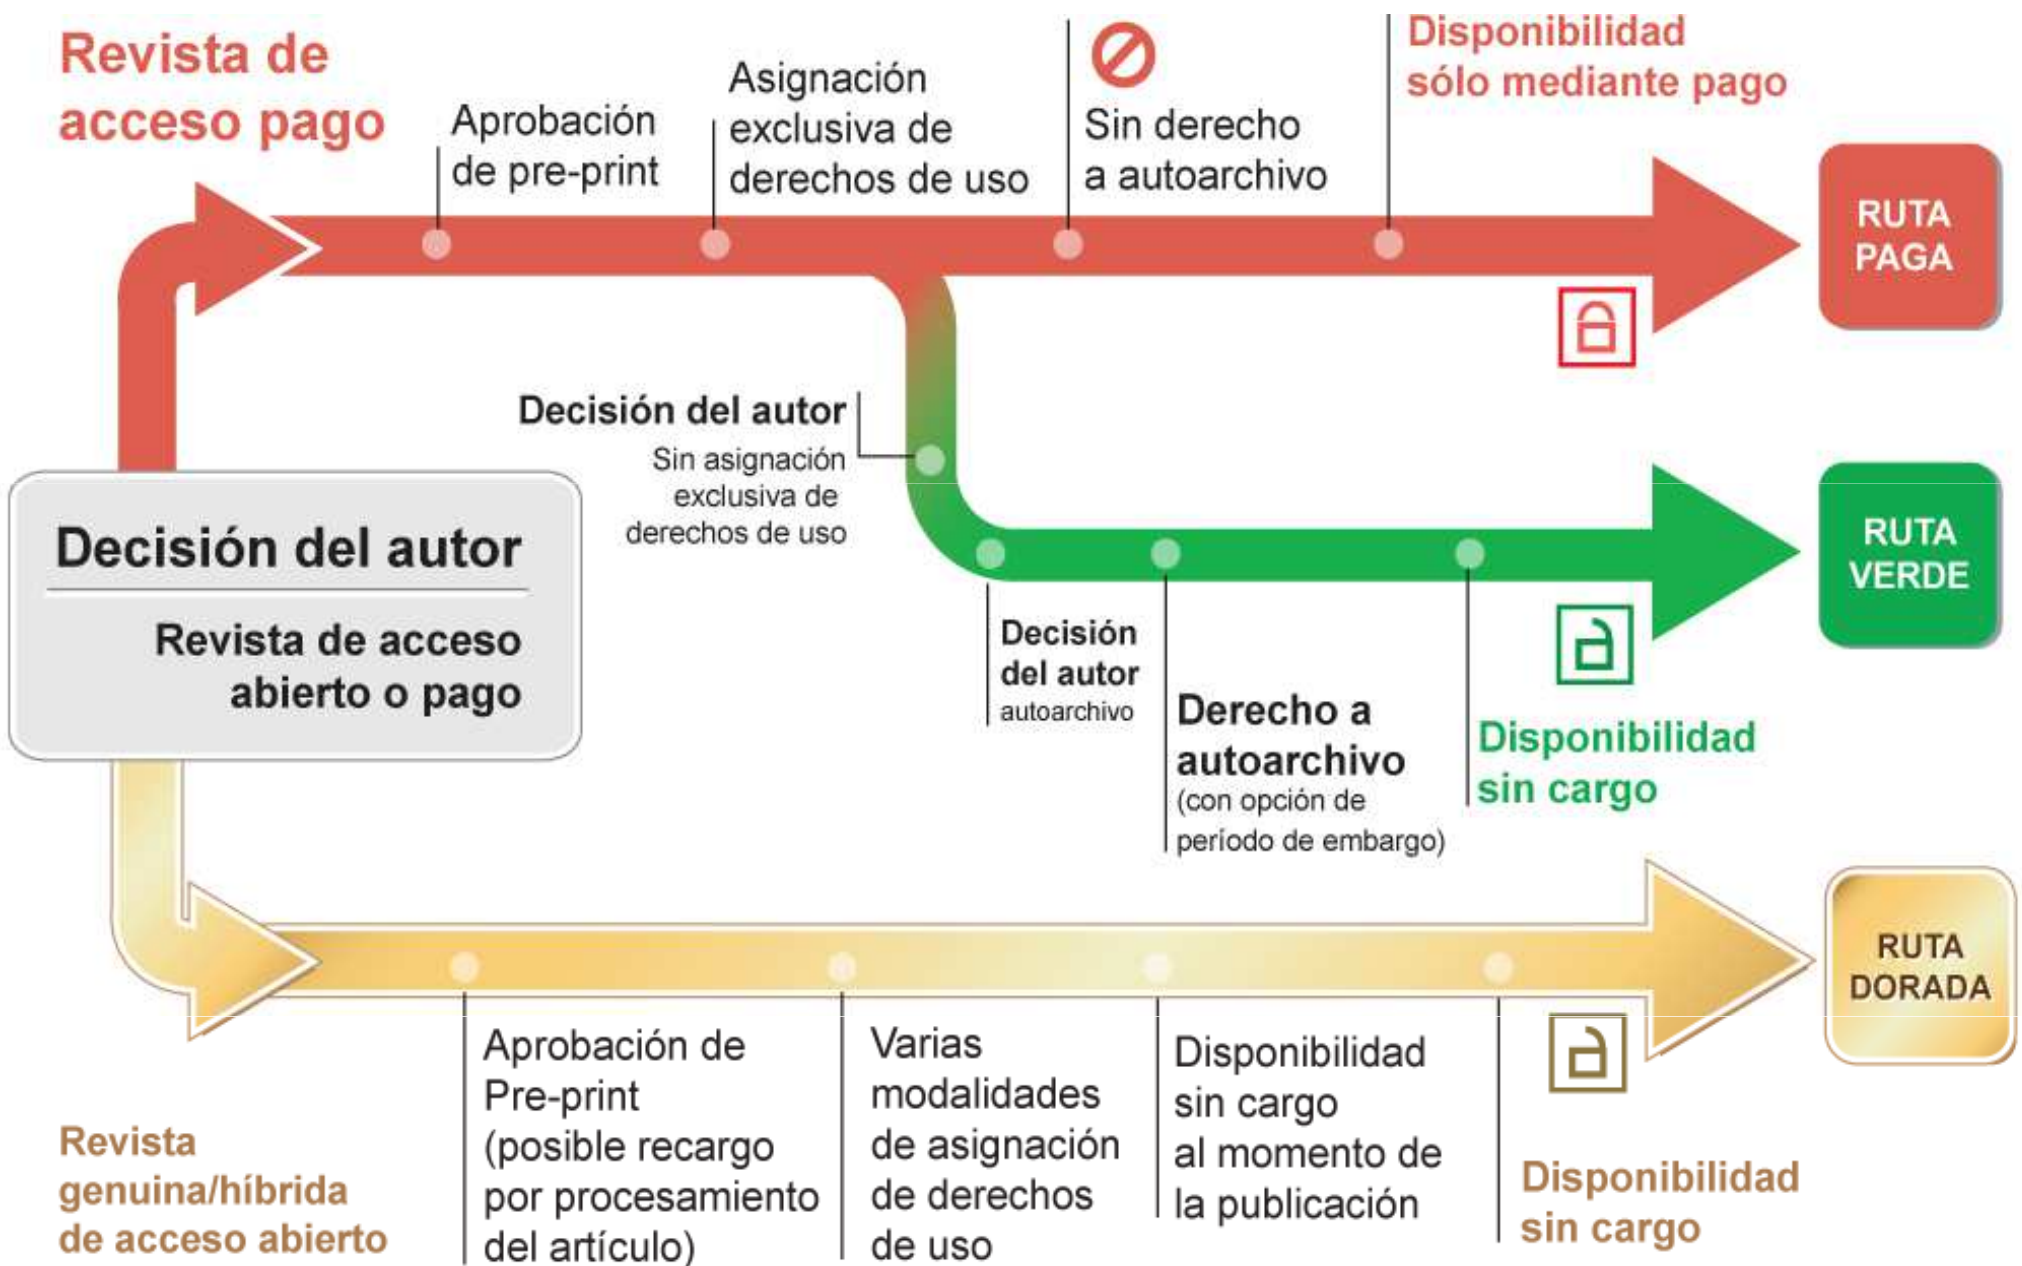 Revista de
acceso pago
Aprobación
de pre-print
Asignación
exclusiva de
derechos de uso
Sin derecho
a autoarchivo
Disponibilidad
sólo mediante pago
RUTA
PAGA
Decisión del autor
Sin asignación
exclusiva de
derechos de uso
Decisión del autor
Revista de acceso
abierto o pago
Decisión
del autor
autoarchivo
Derecho a
autoarchivo
(con opción de
período de embargo)
Disponibilidad
sin cargo
RUTA
VERDE
Revista
genuina/híbrida
de acceso abierto
Aprobación de
Pre-print
(posible recargo
por procesamiento
del artículo)
Varias
modalidades
de asignación
de derechos
de uso
Disponibilidad
sin cargo
al momento de
la publicación
Disponibilidad
sin cargo
RUTA
DORADA